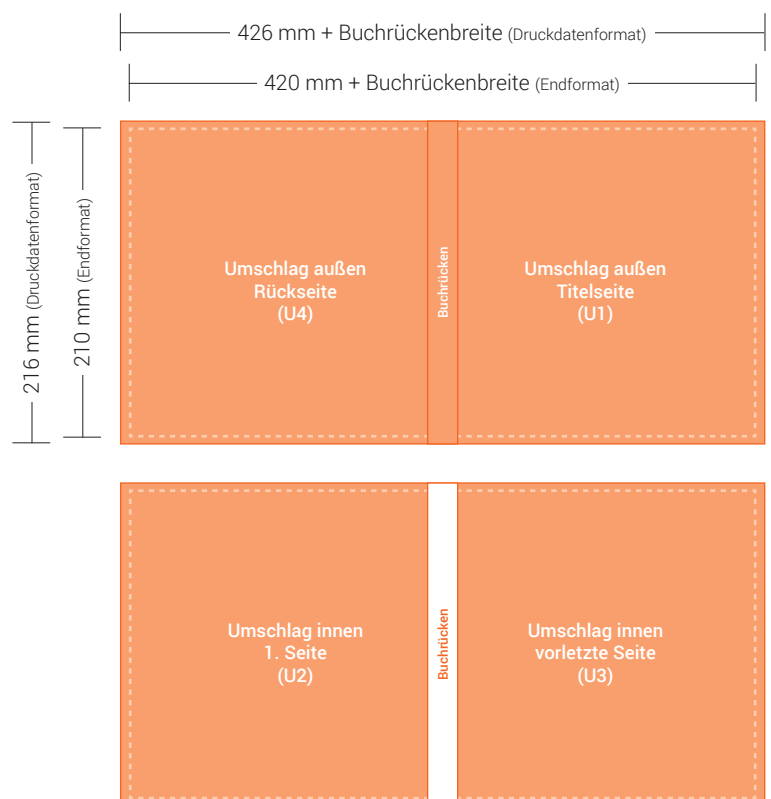 426 mm + Buchrückenbreite (Druckdatenformat)
420 mm + Buchrückenbreite (Endformat)
216 mm (Druckdatenformat)
210 mm (Endformat)
Umschlag außen
Rückseite
(U4)
Buchrücken
Umschlag außen
Titelseite
(U1)
Umschlag innen
1. Seite
(U2)
Buchrücken
Umschlag innen
vorletzte Seite
(U3)